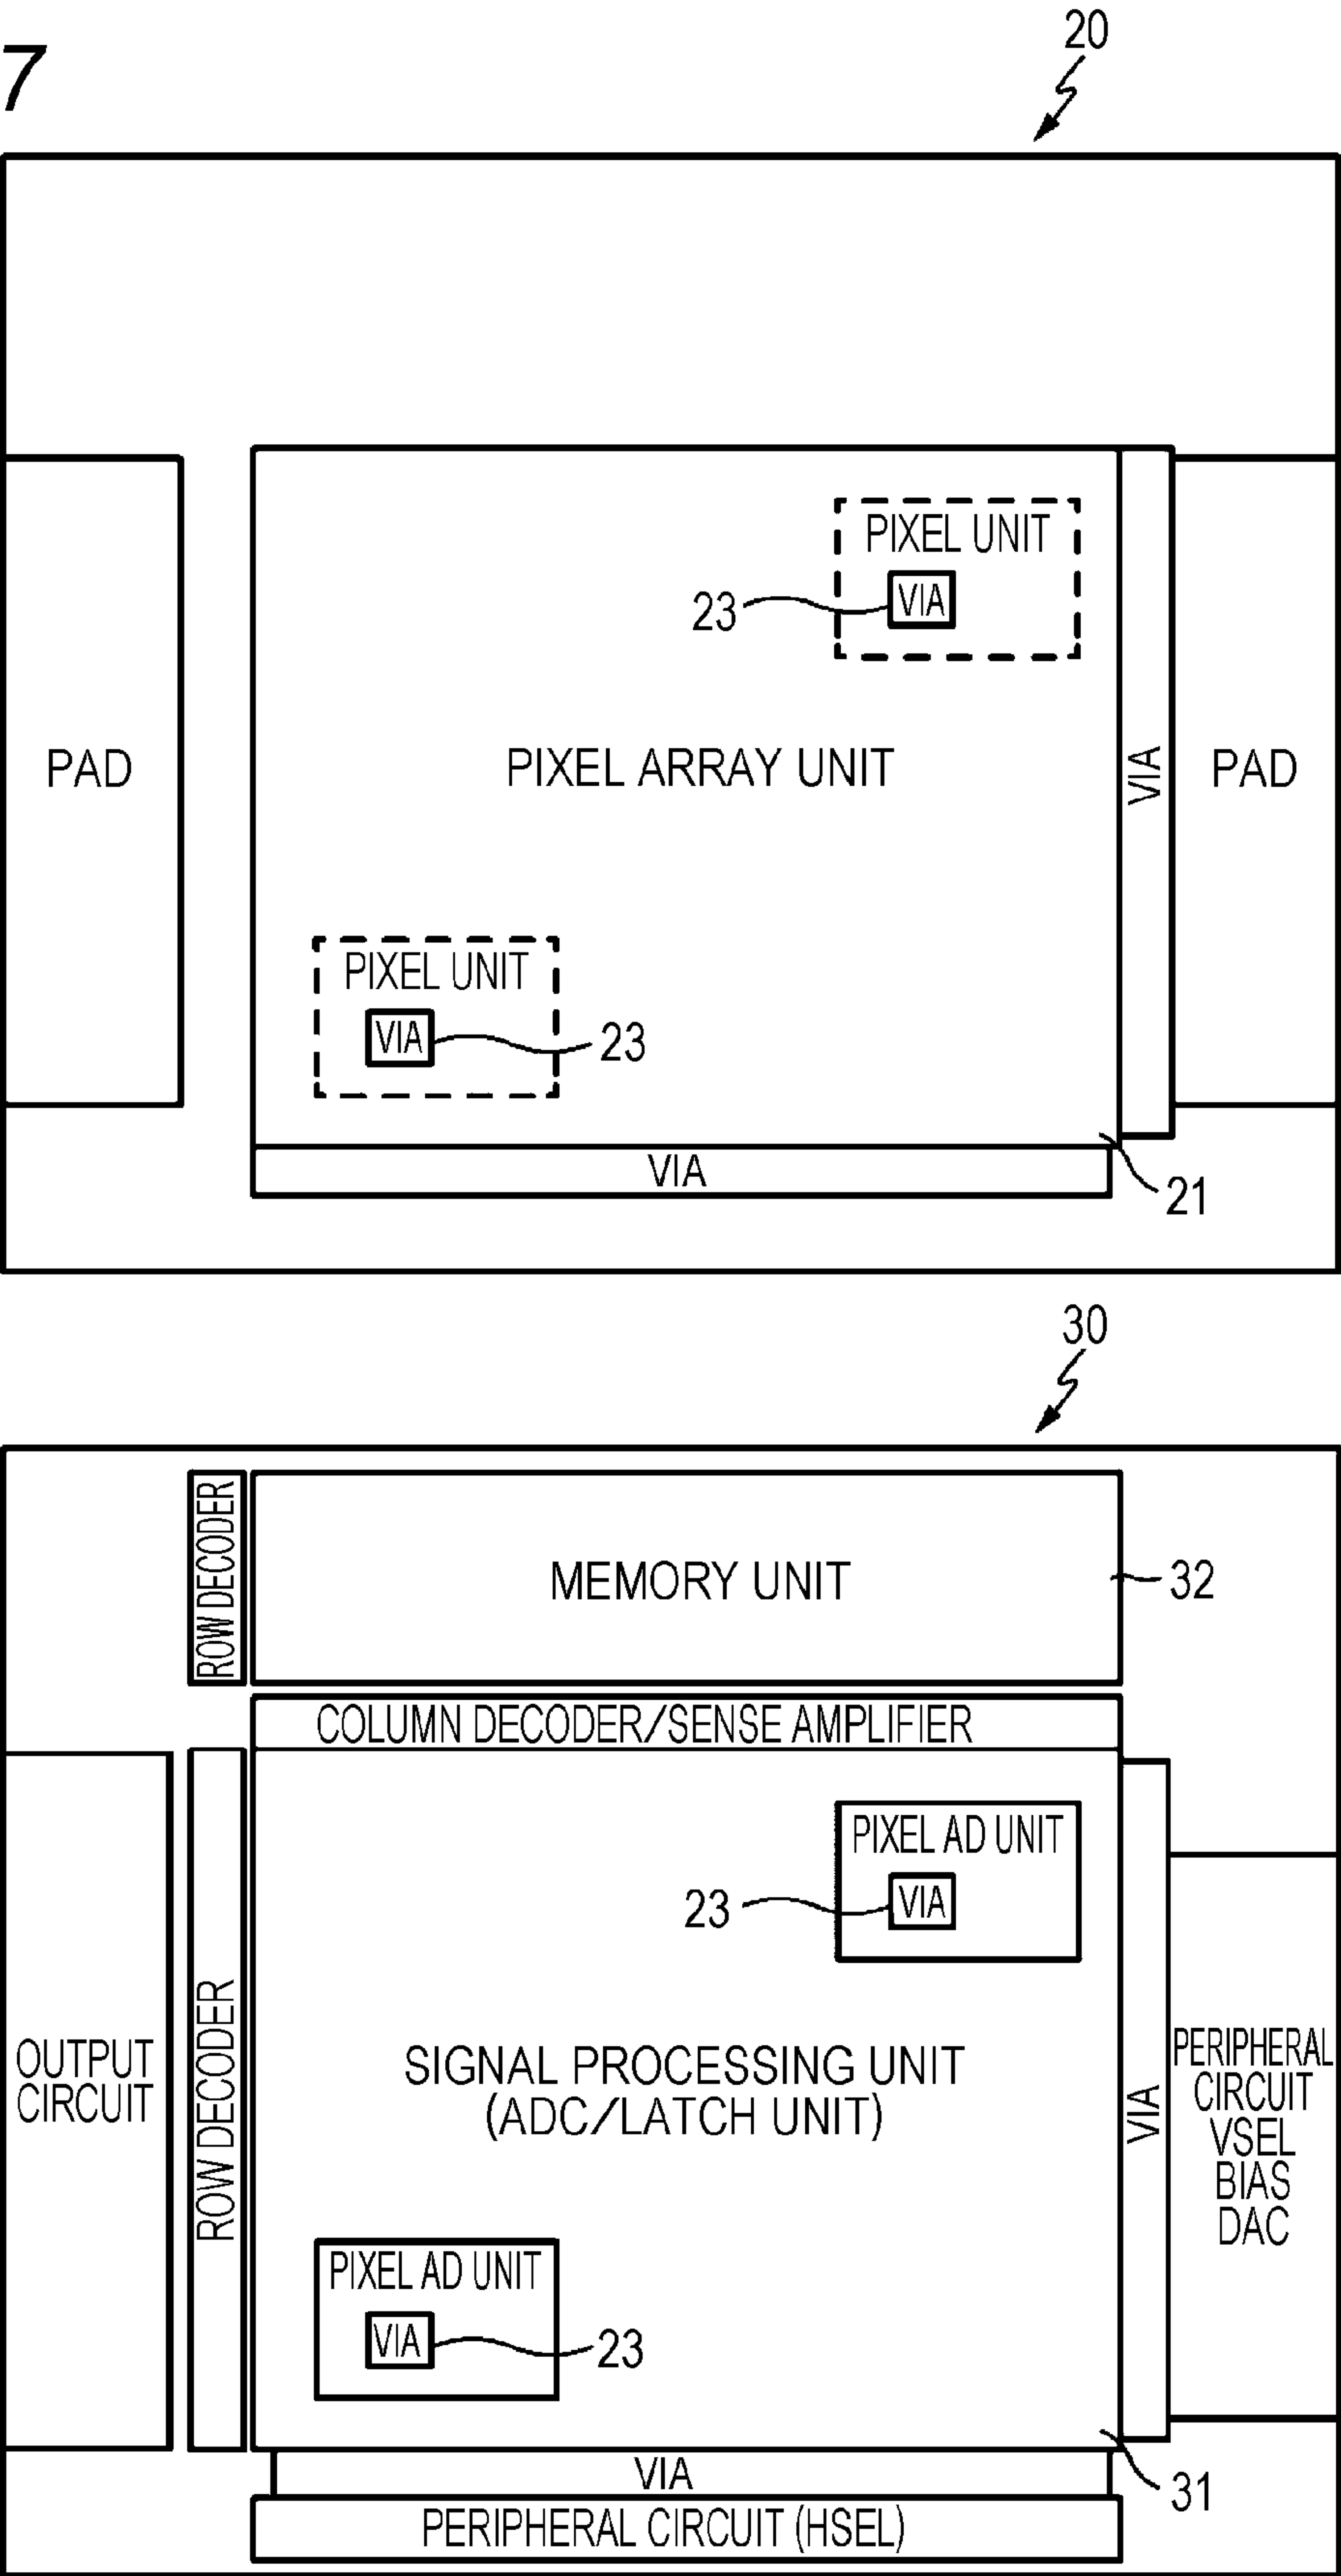 7
20
PIXEL UNIT
23
VIA
PAD
PIXEL ARRAY UNIT
VIA
PAD
PIXEL UNIT
VIA
23
VIA
21
30
ROW DECODER
MEMORY UNIT
32
COLUMN DECODER/SENSE AMPLIFIER
PIXEL AD UNIT
23
VIA
OUTPUT
CIRCUIT
ROW DECODER
SIGNAL PROCESSING UNIT
(ADC/LATCH UNIT)
VIA
PERIPHERAL
CIRCUIT
VSEL
BIAS
DAC
PIXEL AD UNIT
VIA
23
VIA
31
PERIPHERAL CIRCUIT (HSEL)